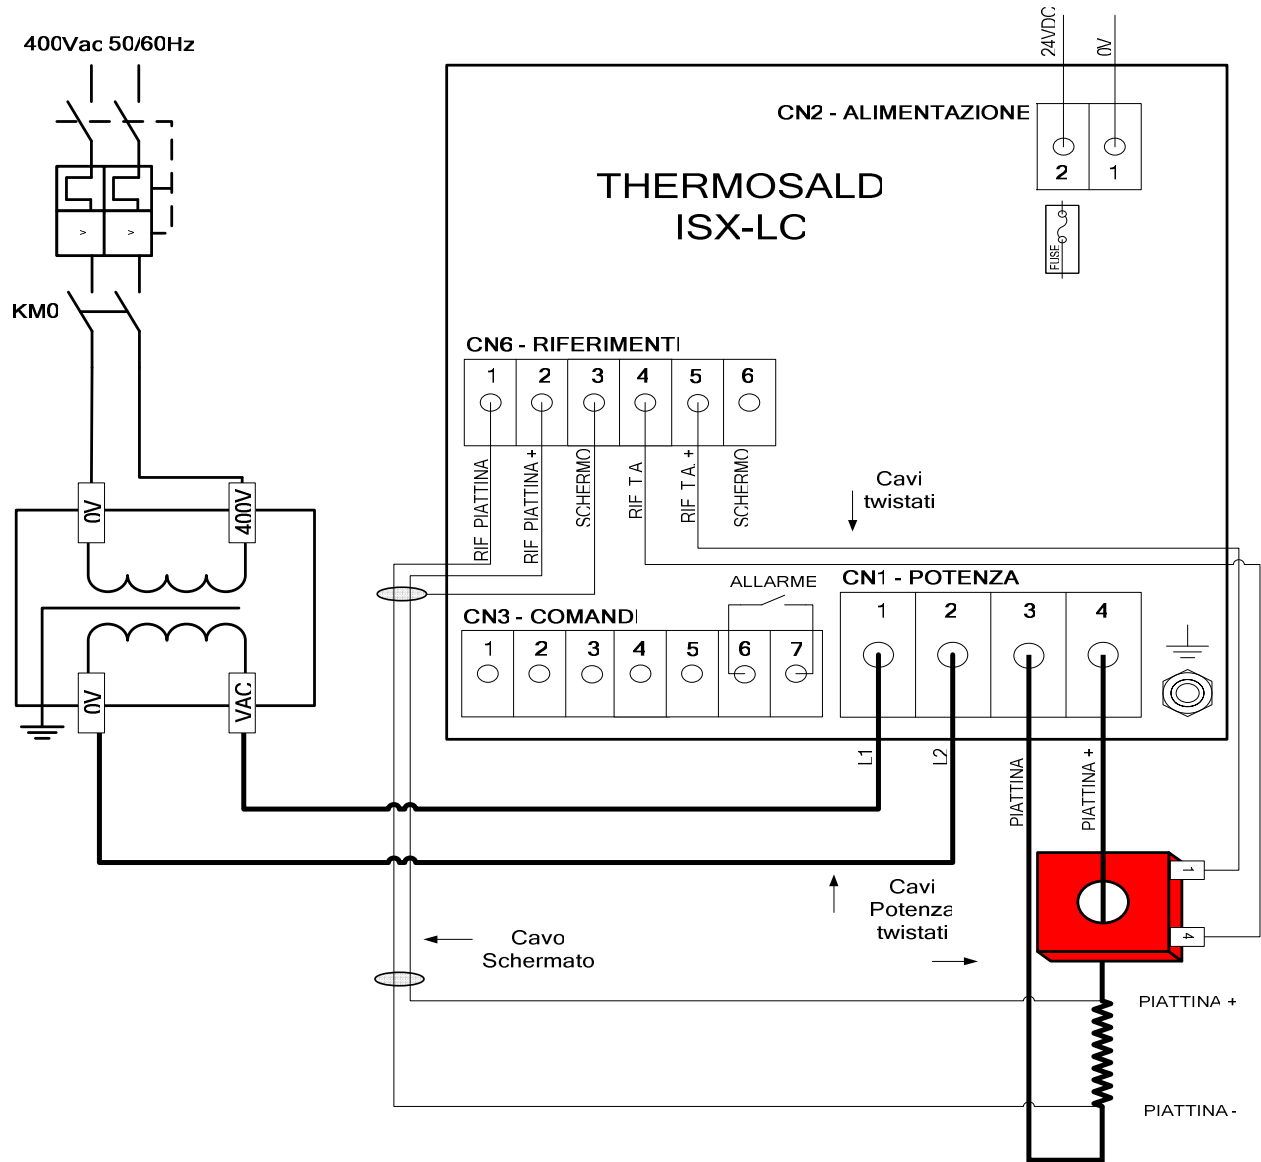 400Vac 50/60Hz
24VDC
0V
CN2 - ALIMENTAZIONE
2
1
THERMOSALD
ISX-LC
FUSE
> >
KM0
CN6 - RIFERIMENTI
1 2 3 4 5 6
RIF PIATTINA
RIF PIATTINA +
SCHERMO
RIF T.A
RIF T.A. +
SCHERMO
Cavi
twistati
0V
400V
ALLARME
CN1 - POTENZA
1 2 3 4
CN3 - COMANDI
1 2 3 4 5 6 7
0V
VAC
L1
L2
PIATTINA
PIATTINA +
1
4
Cavi
Potenza
twistati
Cavo
Schermato
PIATTINA +
PIATTINA -